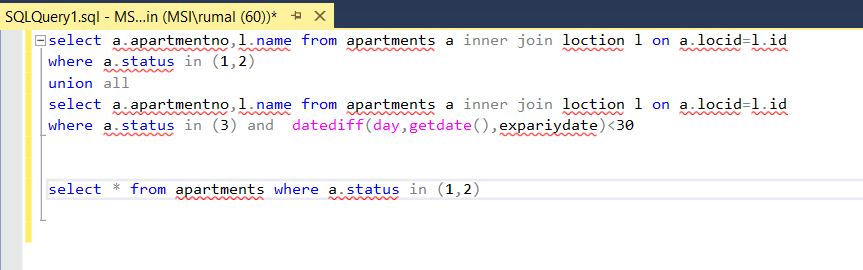 SQLQuery1.sql - MS...in (MSI\rumal (60))*
select a.apartmentno,l.name from apartments a inner join loction l on a.locid=l.id
where a.status in (1,2)
union all
select a.apartmentno,l.name from apartments a inner join loction l on a.locid=l.id
where a.status in (3) and  datediff(day,getdate(),expariydate)<30
select * from apartments where a.status in (1,2)